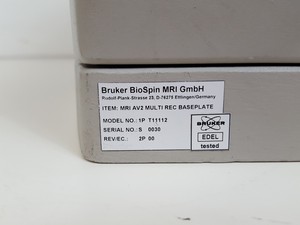 Bruker BioSpin MRI GmbH
Rudolf-Plank-Strasse 23, D-76275 Ettlingen/Germany
ITEM: MRI AV2 MULTI REC BASEPLATE
MODEL NO.: 1P T11112
SERIAL NO.: S 0030
REV/EC.: 2P 00
BRUKER
EDEL
tested